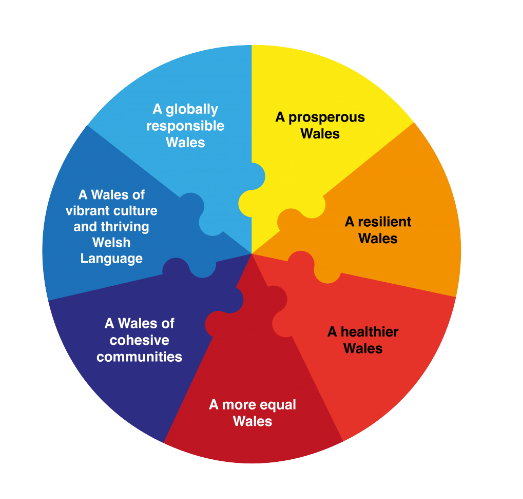 A prosperous
Wales
A resilient
Wales
A healthier
Wales
A more equal
Wales
A Wales of
cohesive
communities
A Wales of
vibrant culture
and thriving
Welsh
Language
A globally
responsible
Wales